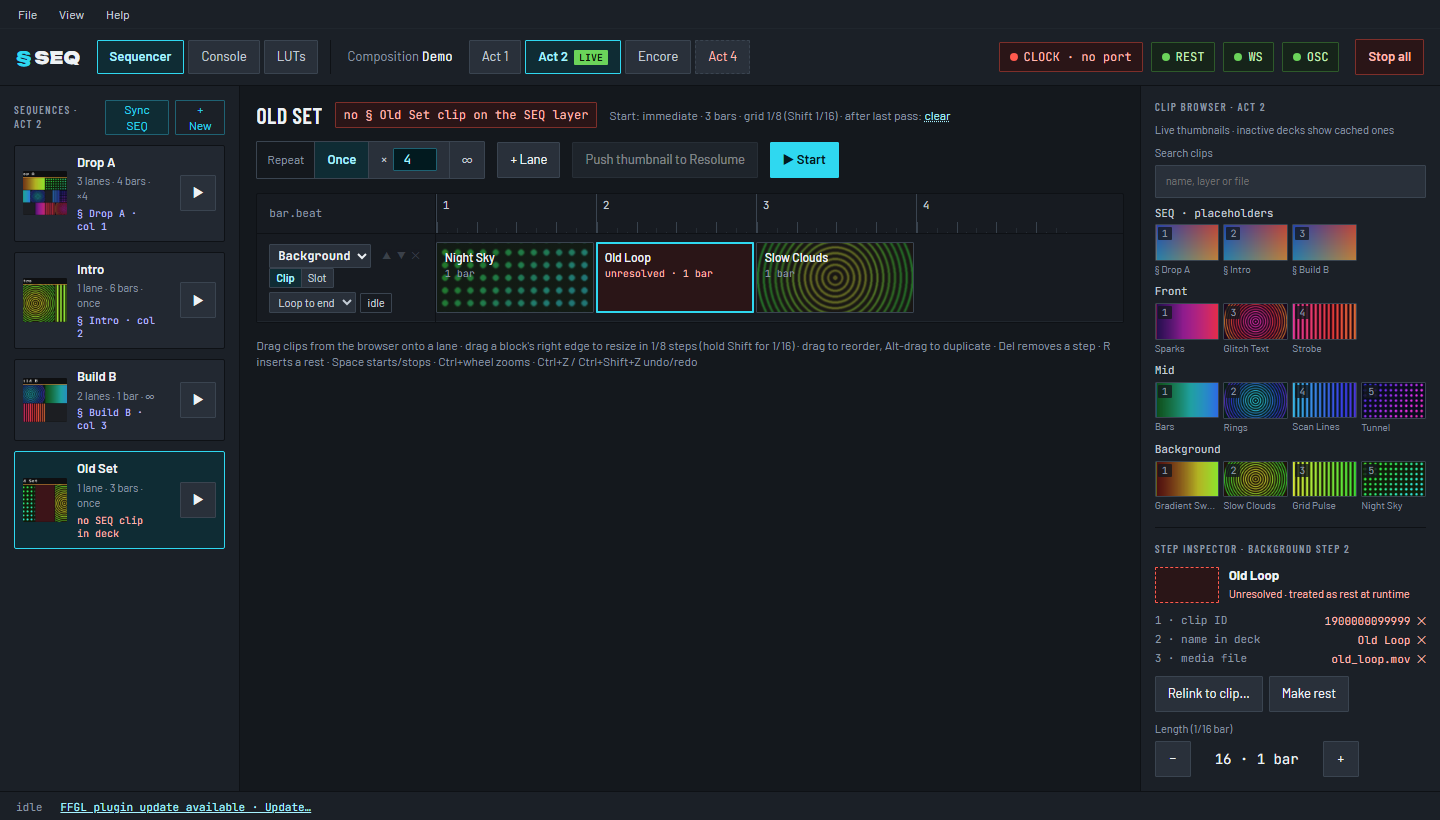 File View Help
§ SEQ Sequencer Console LUTs Composition Demo Act 1 Act 2 LIVE Encore Act 4 CLOCK · no port REST WS OSC Stop all
SEQUENCES · ACT 2
Sync SEQ
+ New
Drop A
3 lanes · 4 bars · ×4
§ Drop A · col 1
Intro
1 lane · 6 bars · once
§ Intro · col 2
Build B
2 lanes · 1 bar · ∞
§ Build B · col 3
Old Set
1 lane · 3 bars · once
no SEQ clip in deck
OLD SET no § Old Set clip on the SEQ layer Start: immediate · 3 bars · grid 1/8 (Shift 1/16) · after last pass: clear
Repeat Once × 4 ∞ + Lane Push thumbnail to Resolume ▶ Start
bar.beat 1 2 3 4
Background ▲ ▼ ✕
Clip Slot
Loop to end idle
Night Sky
1 bar
Old Loop
unresolved · 1 bar
Slow Clouds
1 bar
Drag clips from the browser onto a lane · drag a block's right edge to resize in 1/8 steps (hold Shift for 1/16) · drag to reorder, Alt-drag to duplicate · Del removes a step · R
inserts a rest · Space starts/stops · Ctrl+wheel zooms · Ctrl+Z / Ctrl+Shift+Z undo/redo
CLIP BROWSER · ACT 2
Live thumbnails · inactive decks show cached ones
Search clips
name, layer or file
SEQ · placeholders
1 2 3
§ Drop A § Intro § Build B
Front
1 3 4
Sparks Glitch Text Strobe
Mid
1 2 4 5
Bars Rings Scan Lines Tunnel
Background
1 2 3 5
Gradient Sw... Slow Clouds Grid Pulse Night Sky
STEP INSPECTOR · BACKGROUND STEP 2
Old Loop
Unresolved · treated as rest at runtime
1 · clip ID 1900000099999 ✕
2 · name in deck Old Loop ✕
3 · media file old_loop.mov ✕
Relink to clip... Make rest
Length (1/16 bar)
− 16 · 1 bar +
idle FFGL plugin update available · Update…